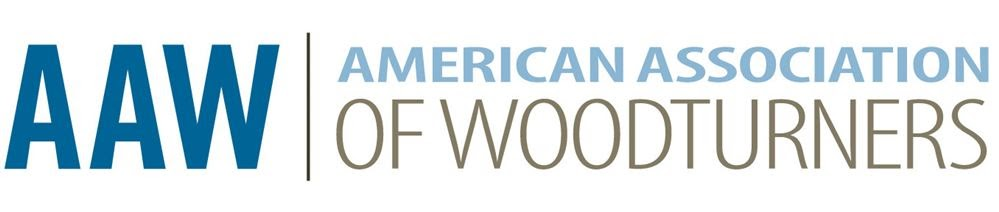 AAW
AMERICAN ASSOCIATION
OF WOODTURNERS